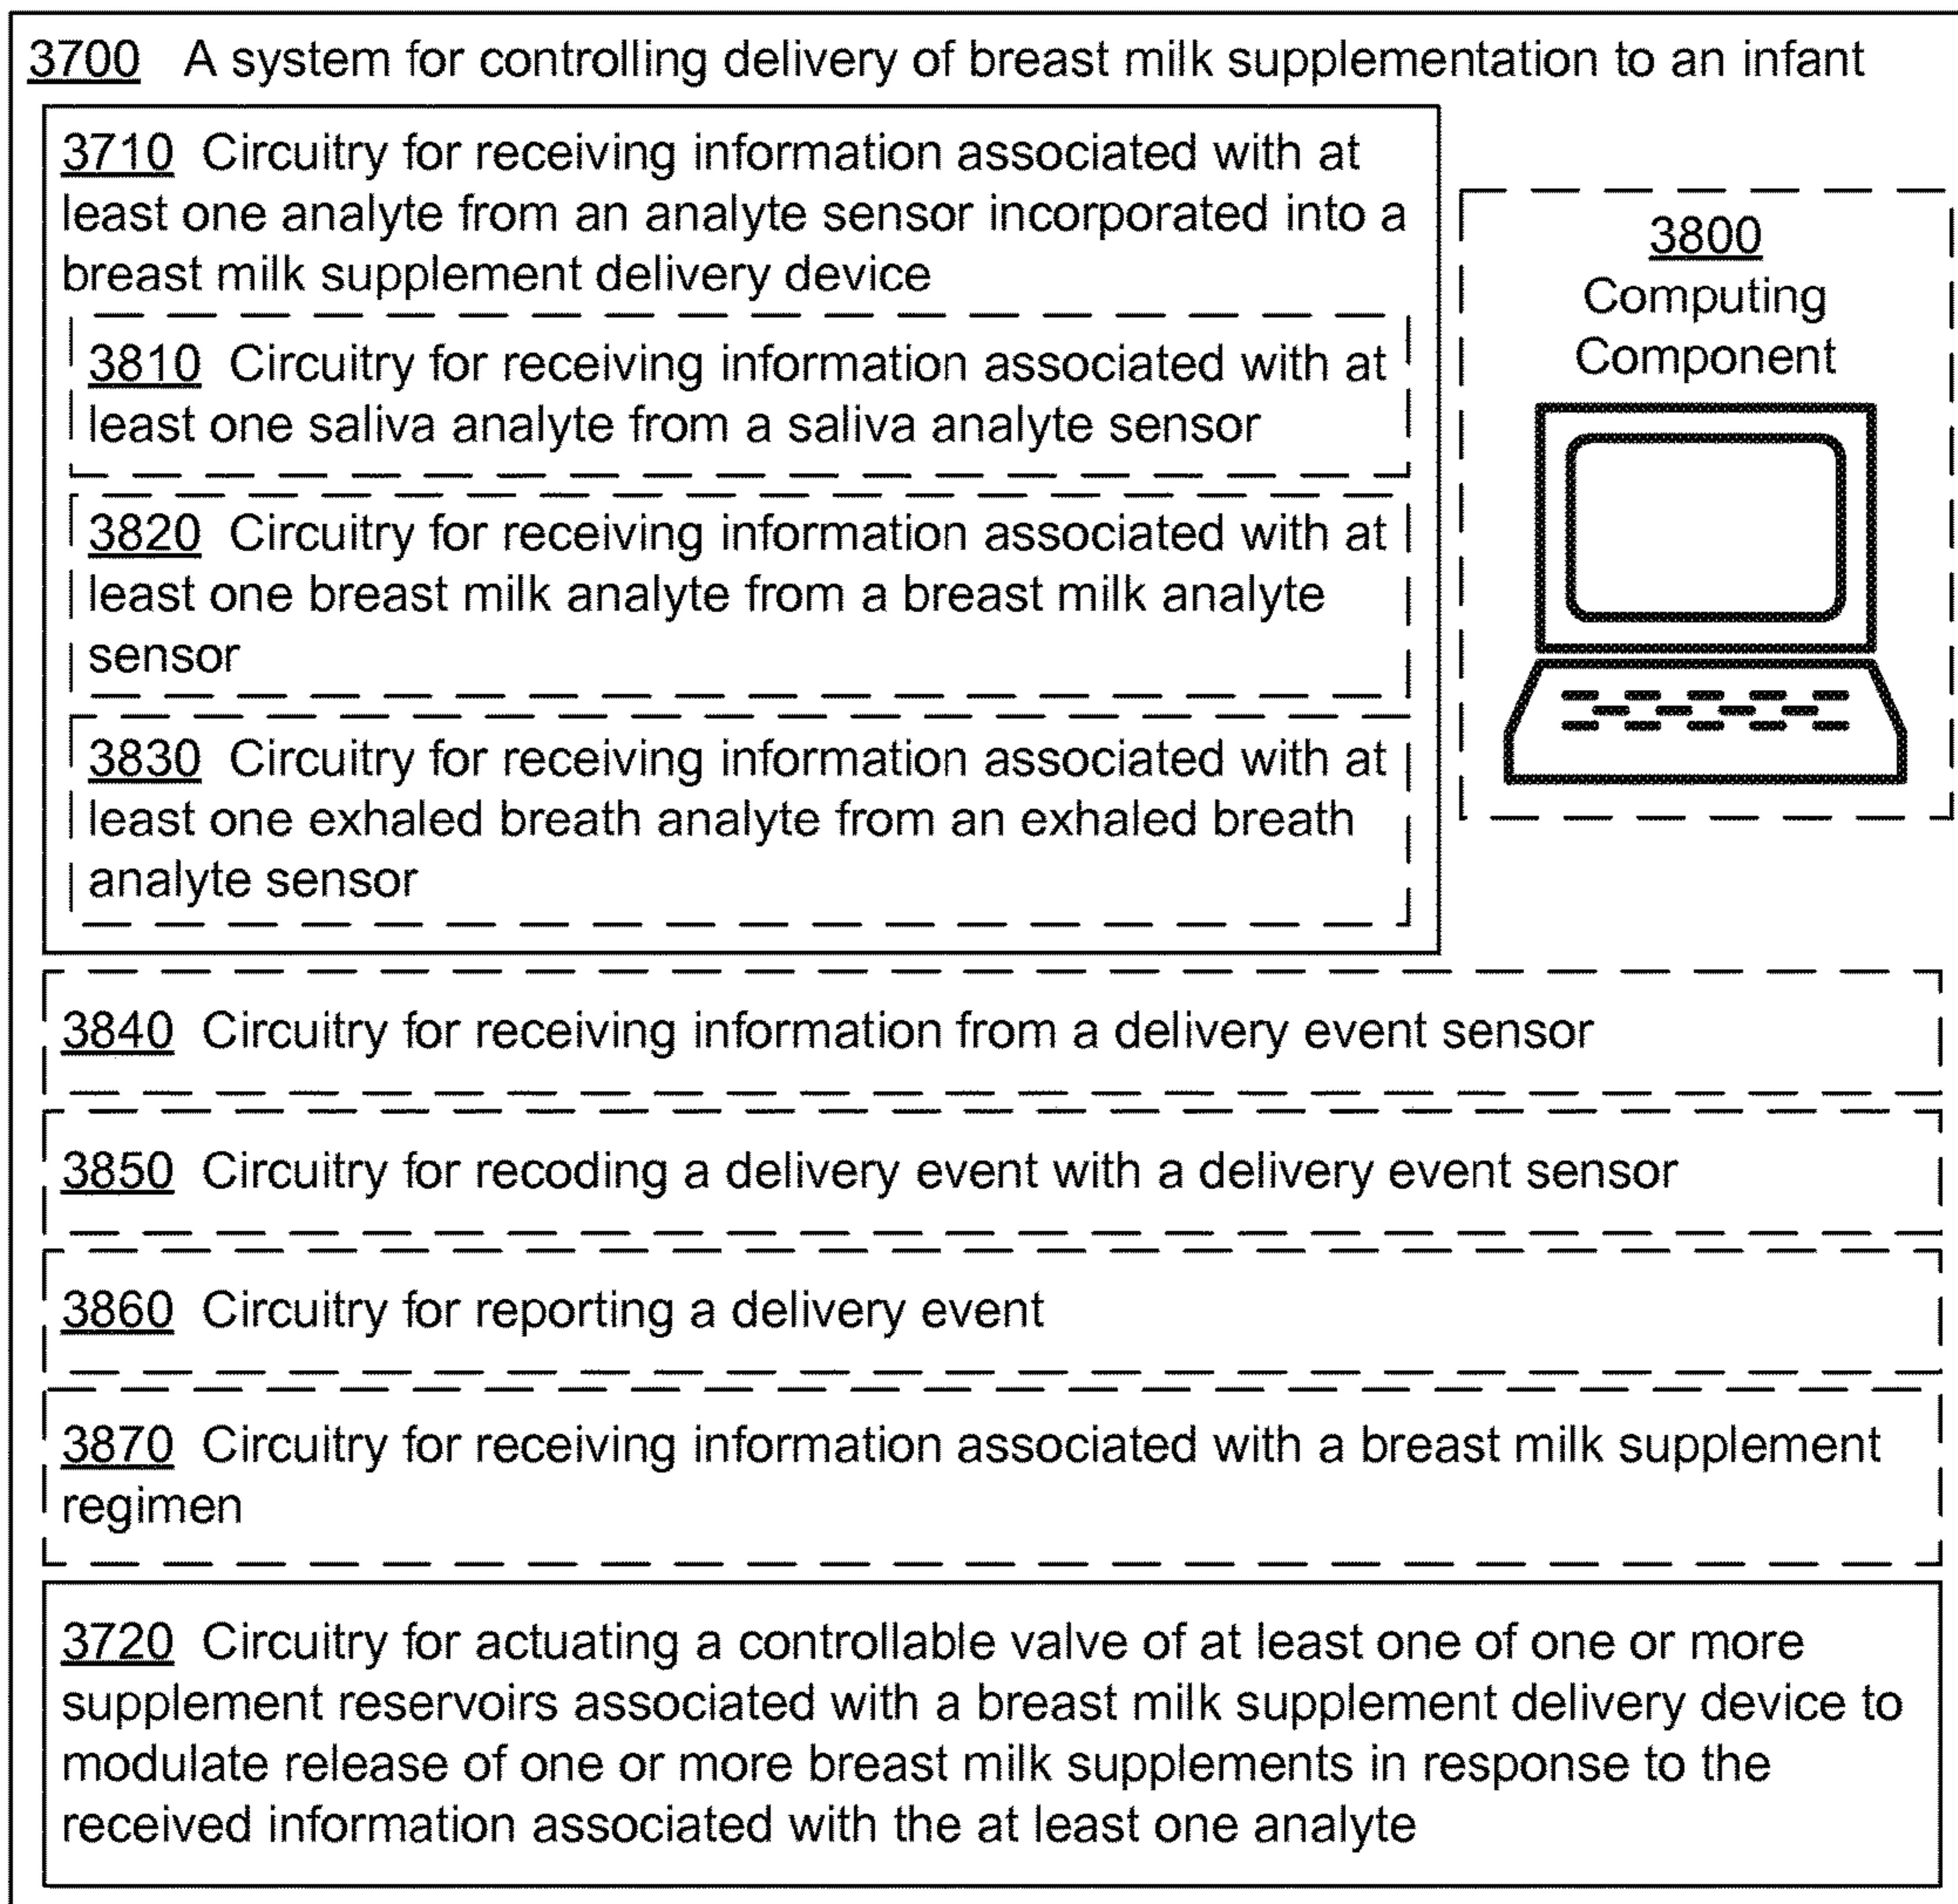 3700 A system for controlling delivery of breast milk supplementation to an infant
3710 Circuitry for receiving information associated with at
least one analyte from an analyte sensor incorporated into a
breast milk supplement delivery device
3810 Circuitry for receiving information associated with at
least one saliva analyte from a saliva analyte sensor
3820 Circuitry for receiving information associated with at
least one breast milk analyte from a breast milk analyte
sensor
3830 Circuitry for receiving information associated with at
least one exhaled breath analyte from an exhaled breath
analyte sensor
3800
Computing
Component
3840 Circuitry for receiving information from a delivery event sensor
3850 Circuitry for recoding a delivery event with a delivery event sensor
3860 Circuitry for reporting a delivery event
3870 Circuitry for receiving information associated with a breast milk supplement
regimen
3720 Circuitry for actuating a controllable valve of at least one of one or more
supplement reservoirs associated with a breast milk supplement delivery device to
modulate release of one or more breast milk supplements in response to the
received information associated with the at least one analyte